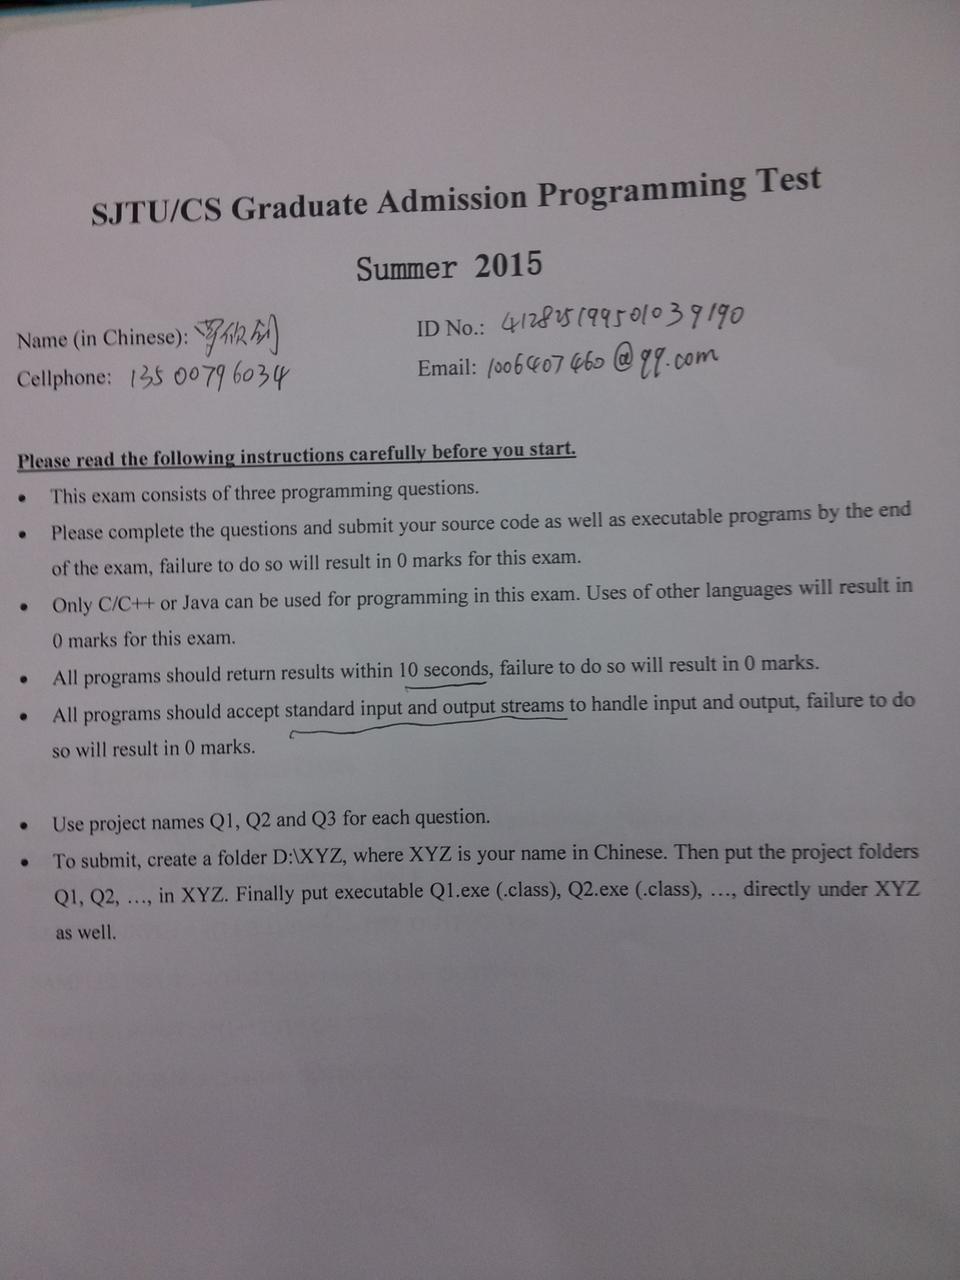 SJTU/CS Graduate Admission Programming Test
Summer 2015
Name (in Chinese):
ID No.: 412825199501039190
Cellphone: 13500796034
Email: 1006407460@qq.com
Please read the following instructions carefully before you start.
• This exam consists of three programming questions.
• Please complete the questions and submit your source code as well as executable programs by the end
of the exam, failure to do so will result in 0 marks for this exam.
• Only C/C++ or Java can be used for programming in this exam. Uses of other languages will result in
0 marks for this exam.
• All programs should return results within 10 seconds, failure to do so will result in 0 marks.
• All programs should accept standard input and output streams to handle input and output, failure to do
so will result in 0 marks.
• Use project names Q1, Q2 and Q3 for each question.
• To submit, create a folder D:\XYZ, where XYZ is your name in Chinese. Then put the project folders
Q1, Q2, …, in XYZ. Finally put executable Q1.exe (.class), Q2.exe (.class), …, directly under XYZ
as well.